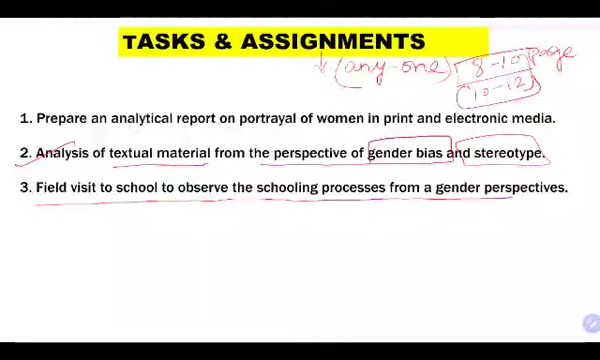 TASKS & ASSIGNMENTS
(any-one) 8-10 page
(10-12)
1. Prepare an analytical report on portrayal of women in print and electronic media.
2. Analysis of textual material from the perspective of gender bias and stereotype.
3. Field visit to school to observe the schooling processes from a gender perspectives.